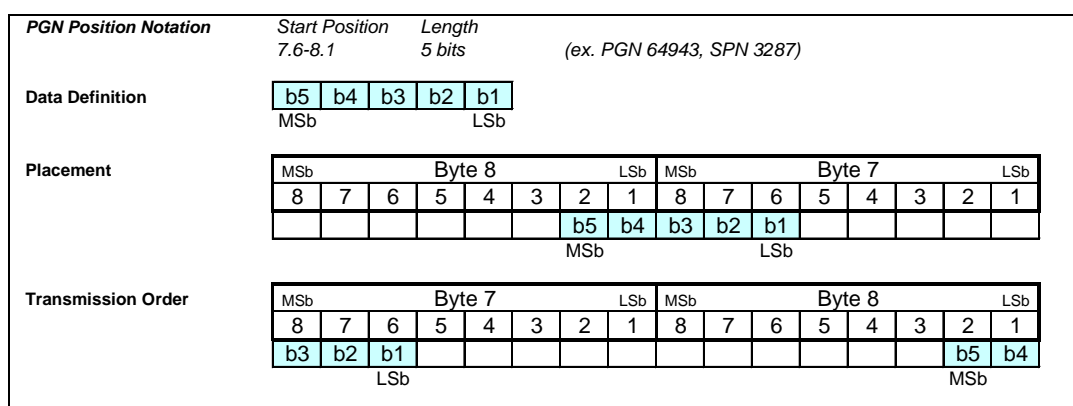 PGN Position Notation Start Position Length
7.6-8.1 5 bits (ex. PGN 64943, SPN 3287)
Data Definition b5 b4 b3 b2 b1
MSb LSb
Placement MSb Byte 8 LSb MSb Byte 7 LSb
8 7 6 5 4 3 2 1 8 7 6 5 4 3 2 1
b5 b4 b3 b2 b1
MSb LSb
Transmission Order MSb Byte 7 LSb MSb Byte 8 LSb
8 7 6 5 4 3 2 1 8 7 6 5 4 3 2 1
b3 b2 b1 b5 b4
LSb MSb